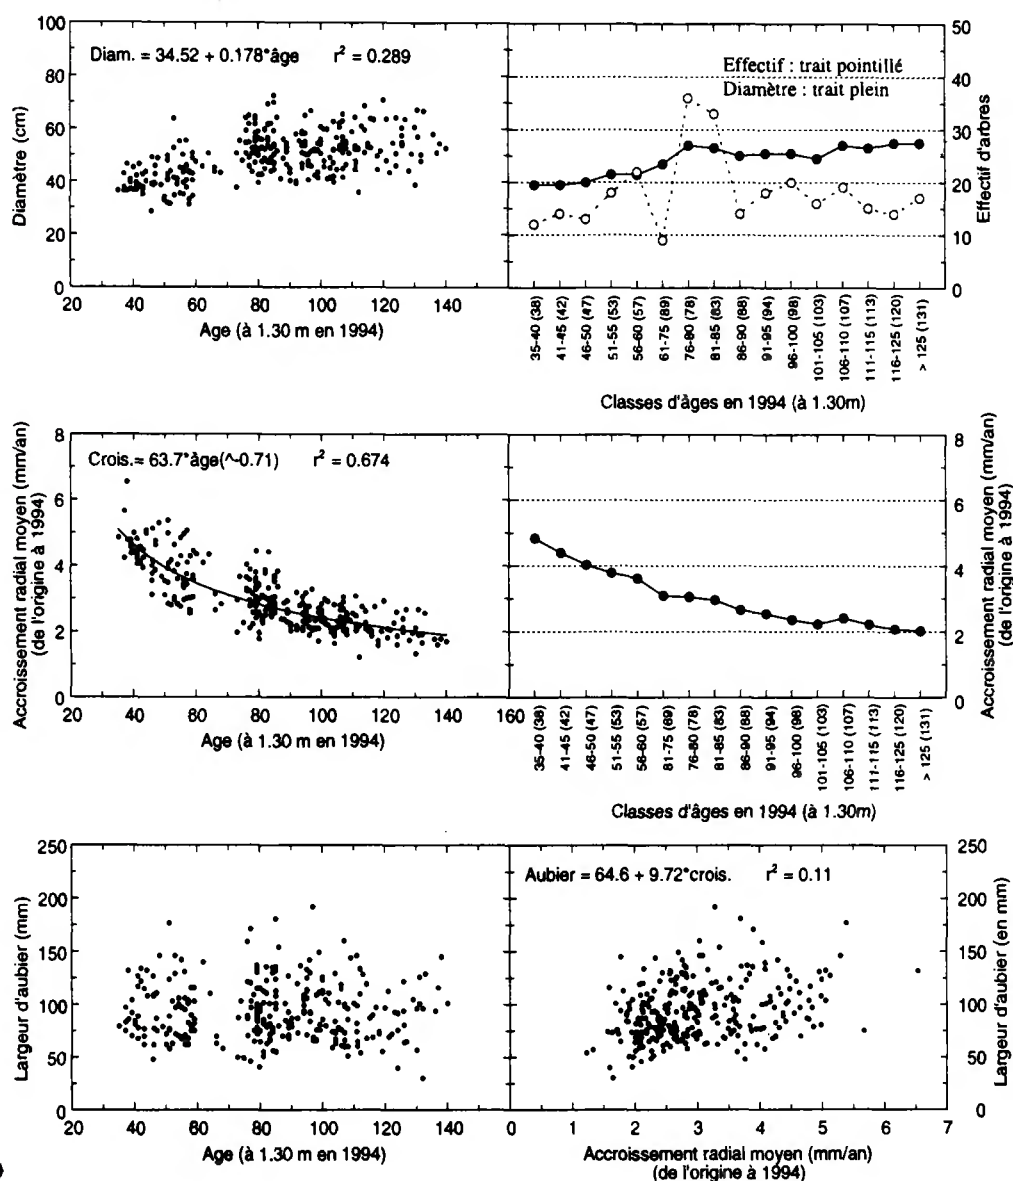 Diam. = 34.52 + 0.178*âge r² = 0.289
100
80
60
40
20
0
Diamètre (cm)
20 40 60 80 100 120 140
Age (à 1.30 m en 1994)
Effectif : trait pointillé
Diamètre : trait plein
50
40
30
20
10
0
Effectif d'arbres
35-40 (38)
41-45 (42)
46-50 (47)
51-55 (53)
56-60 (57)
61-75 (69)
76-80 (78)
81-85 (83)
86-90 (88)
91-95 (94)
96-100 (98)
101-105 (103)
106-110 (107)
111-115 (113)
116-125 (120)
> 125 (131)
Classes d'âges en 1994 (à 1.30m)
Crois.= 63.7*âge(^-0.71) r² = 0.674
8
6
4
2
0
Accroissement radial moyen (mm/an)
(de l'origine à 1994)
20 40 60 80 100 120 140 160
Age (à 1.30 m en 1994)
8
6
4
2
0
Accroissement radial moyen (mm/an)
(de l'origine à 1994)
35-40 (38)
41-45 (42)
46-50 (47)
51-55 (53)
56-60 (57)
61-75 (69)
76-80 (78)
81-85 (83)
86-90 (88)
91-95 (94)
96-100 (98)
101-105 (103)
106-110 (107)
111-115 (113)
116-125 (120)
> 125 (131)
Classes d'âges en 1994 (à 1.30m)
250
200
150
100
50
0
Largeur d'aubier (mm)
20 40 60 80 100 120 140
Age (à 1.30 m en 1994)
Aubier = 64.6 + 9.72*crois. r² = 0.11
250
200
150
100
50
0
Largeur d'aubier (en mm)
0 1 2 3 4 5 6 7
Accroissement radial moyen (mm/an)
(de l'origine à 1994)